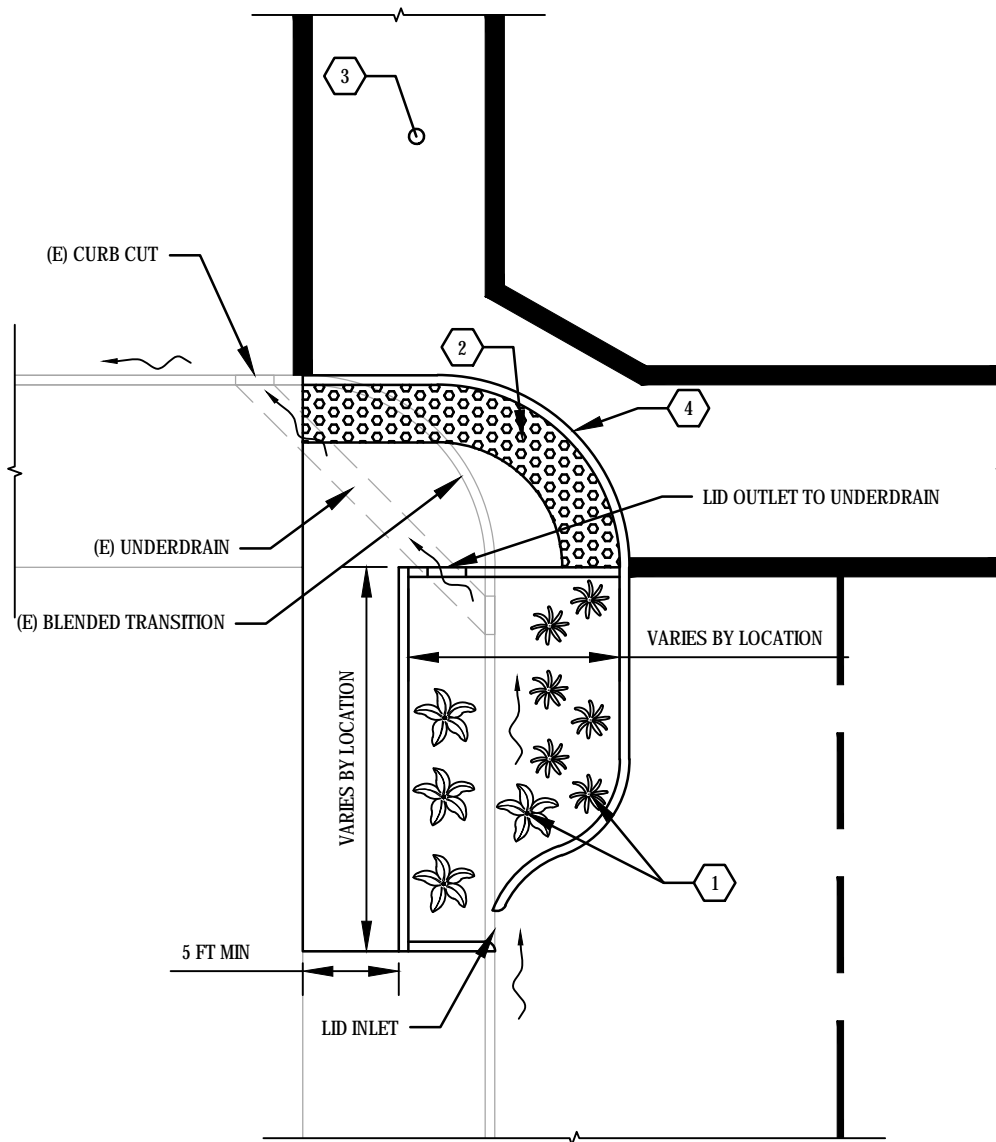 3
(E) CURB CUT
2
4
LID OUTLET TO UNDERDRAIN
(E) UNDERDRAIN
(E) BLENDED TRANSITION
VARIES BY LOCATION
VARIES BY LOCATION
1
5 FT MIN
LID INLET